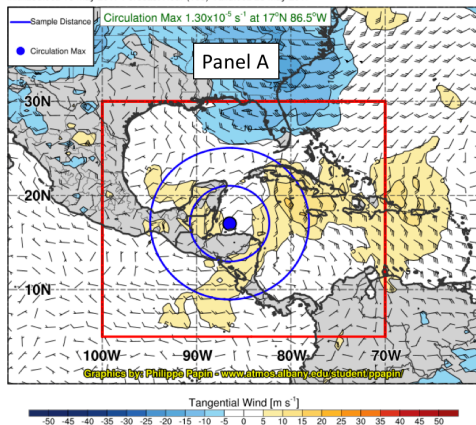 Sample Distance
Circulation Max
Circulation Max 1.30x10⁻⁵ s⁻¹ at 17°N 86.5°W
Panel A
30N
20N
10N
100W 90W 80W 70W
Graphics by: Philippe Papin - www.atmos.albany.edu/student/ppapin/
Tangential Wind [m s⁻¹]
-50 -45 -40 -35 -30 -25 -20 -15 -10 -5 0 5 10 15 20 25 30 35 40 45 50